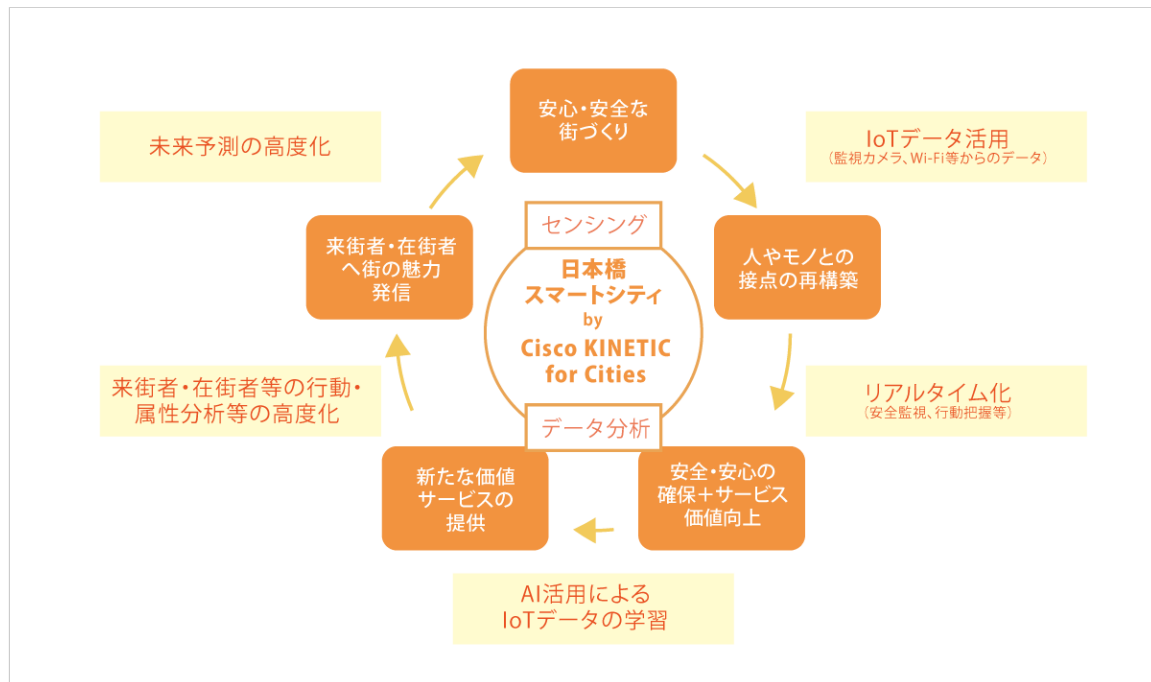 安心・安全な
街づくり
未来予測の高度化
IoTデータ活用
(監視カメラ、Wi-Fi等からのデータ)
センシング
来街者・在街者
へ街の魅力
発信
人やモノとの
接点の再構築
日本橋
スマートシティ
by
Cisco KINETIC
for Cities
来街者・在街者等の行動・
属性分析等の高度化
リアルタイム化
(安全監視、行動把握等)
データ分析
新たな価値
サービスの
提供
安全・安心の
確保＋サービス
価値向上
AI活用による
IoTデータの学習